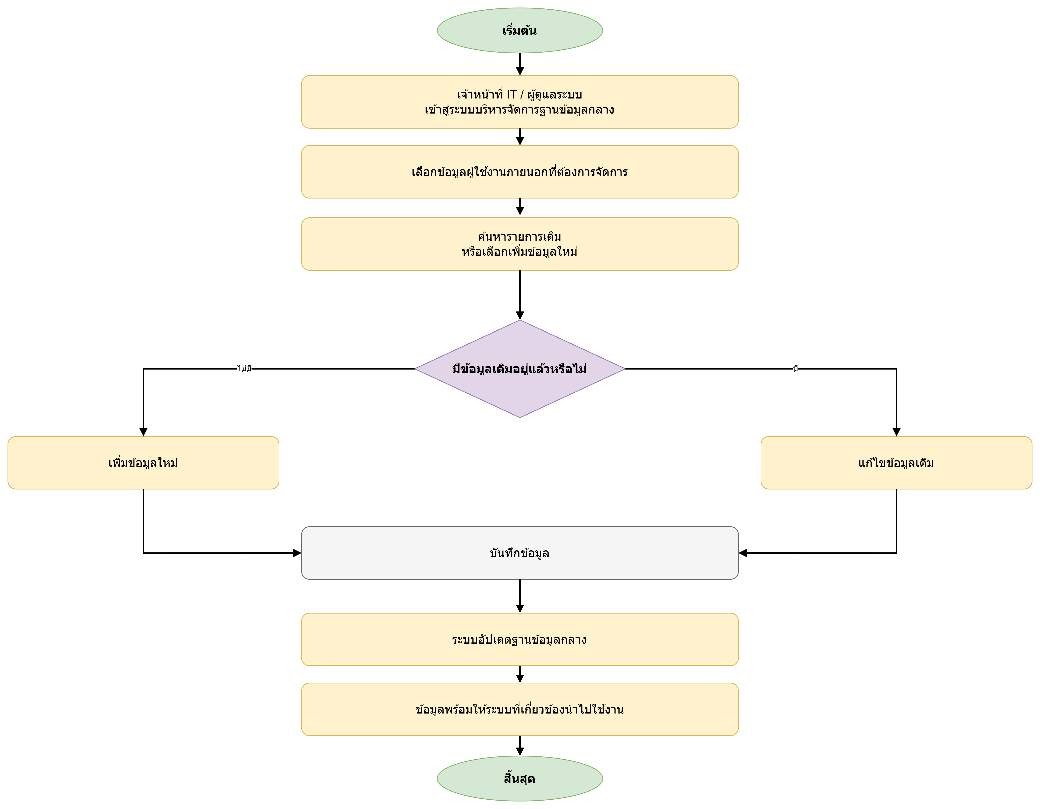 เริ่มต้น
เจ้าหน้าที่ IT / ผู้ดูแลระบบ
เข้าสู่ระบบบริหารจัดการฐานข้อมูลกลาง
เลือกข้อมูลผู้ใช้งานภายนอกที่ต้องการจัดการ
ค้นหารายการเดิม
หรือเลือกเพิ่มข้อมูลใหม่
มีข้อมูลเดิมอยู่แล้วหรือไม่
ไม่มี
มี
เพิ่มข้อมูลใหม่
แก้ไขข้อมูลเดิม
บันทึกข้อมูล
ระบบอัปเดตฐานข้อมูลกลาง
ข้อมูลพร้อมให้ระบบที่เกี่ยวข้องนำไปใช้งาน
สิ้นสุด